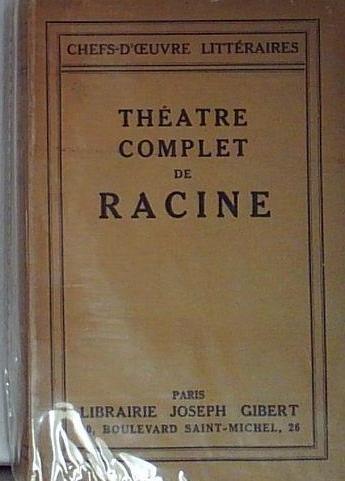 CHEFS-D'ŒUVRE LITTÉRAIRES
THÉATRE
COMPLET
DE
RACINE
PARIS
LIBRAIRIE JOSEPH GIBERT
BOULEVARD SAINT-MICHEL, 26